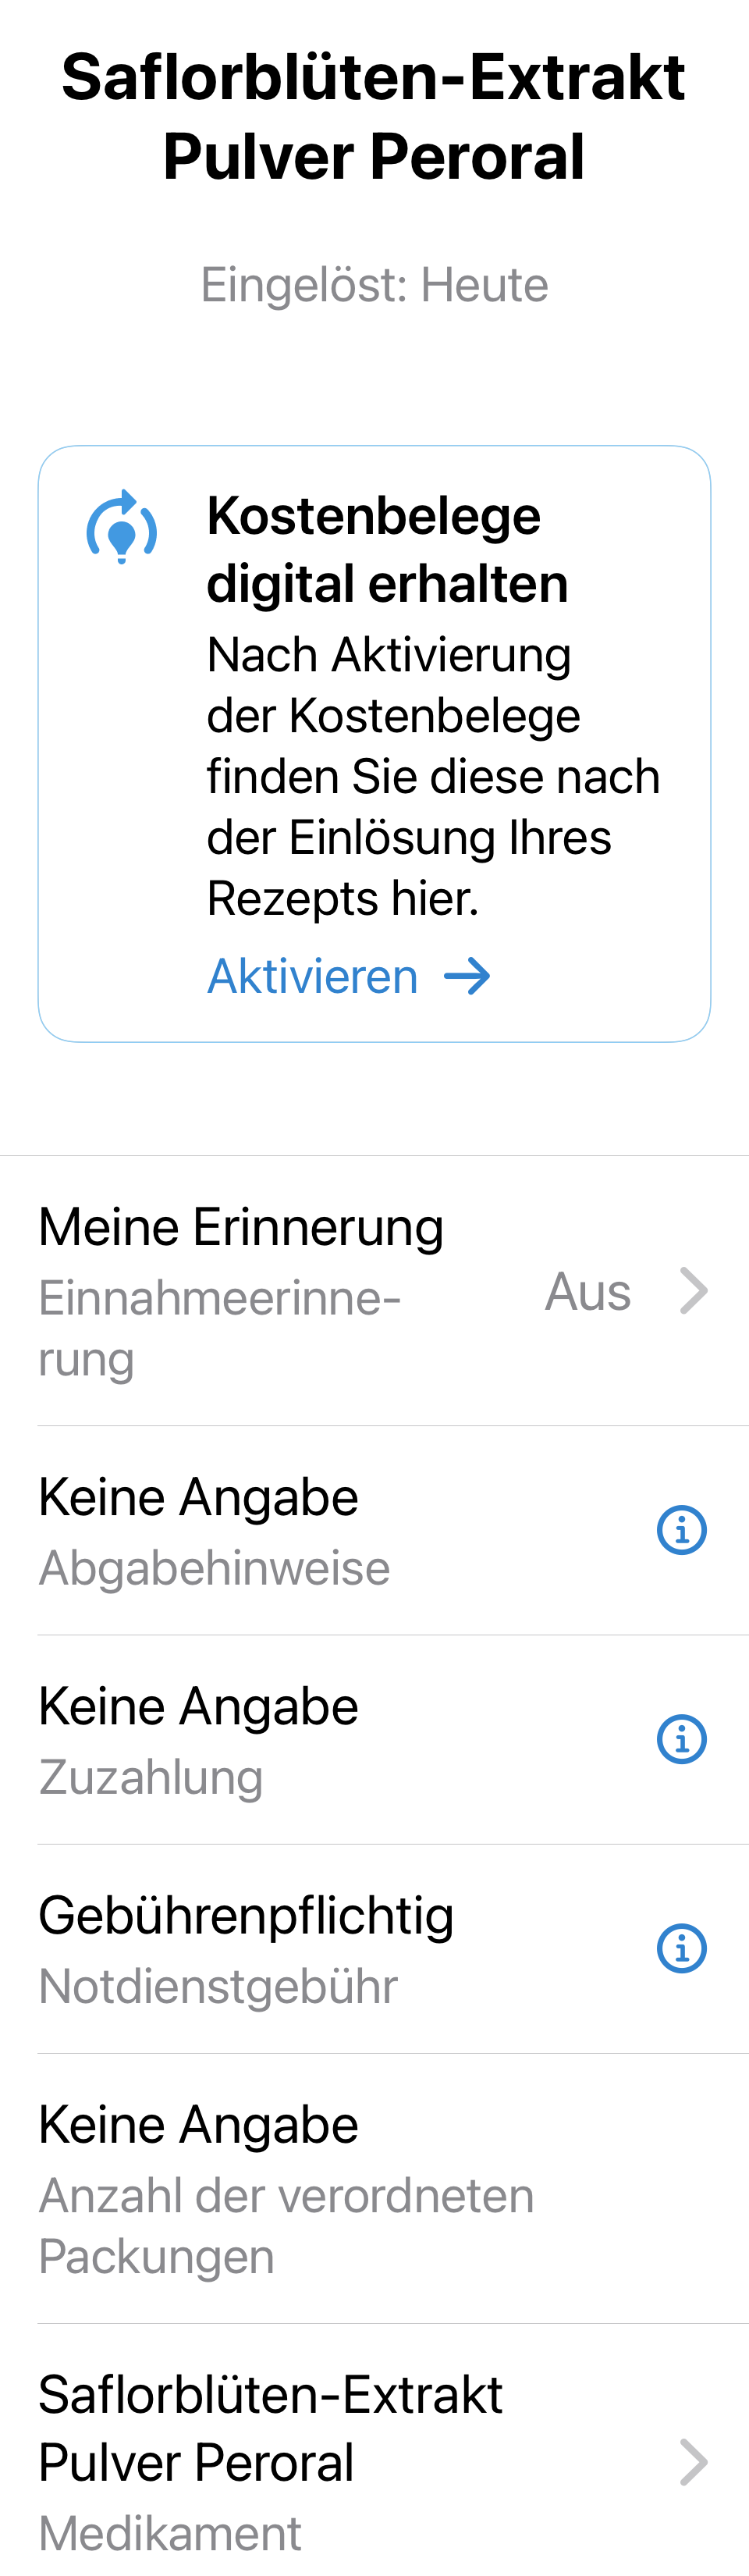 Saflorblüten-Extrakt
Pulver Peroral
Eingelöst: Heute
Kostenbelege
digital erhalten
Nach Aktivierung
der Kostenbelege
finden Sie diese nach
der Einlösung Ihres
Rezepts hier.
Aktivieren →
Meine Erinnerung
Einnahmeerinne-
rung
Aus
Keine Angabe
Abgabehinweise
Keine Angabe
Zuzahlung
Gebührenpflichtig
Notdienstgebühr
Keine Angabe
Anzahl der verordneten
Packungen
Saflorblüten-Extrakt
Pulver Peroral
Medikament